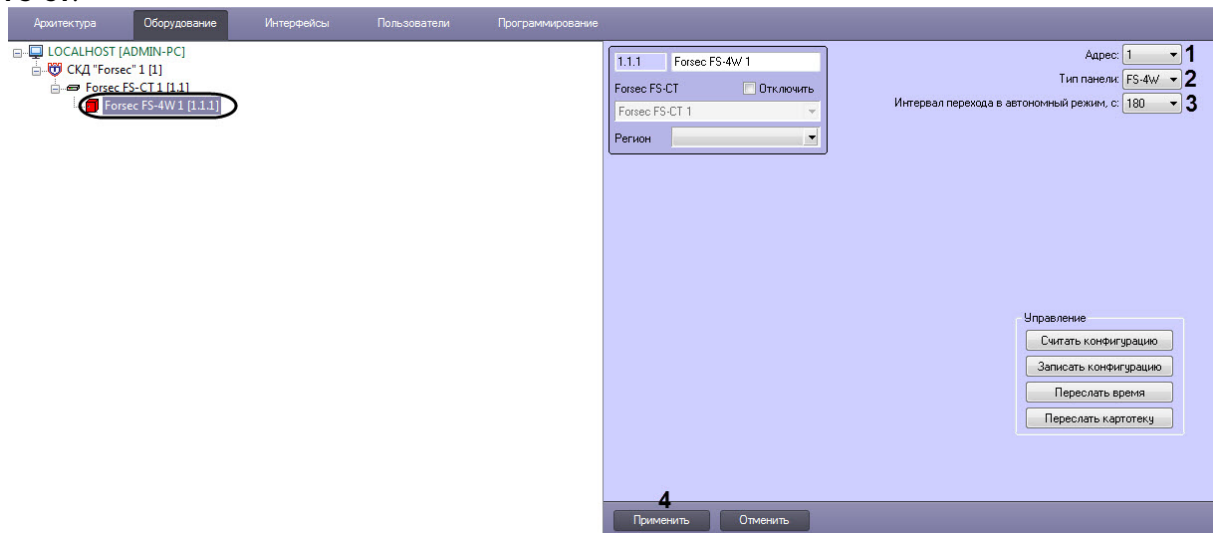 Архитектура Оборудование Интерфейсы Пользователи Программирование
LOCALHOST [ADMIN-PC]
СКД "Forsec" 1 [1]
Forsec FS-CT 1 [1.1]
Forsec FS-4W 1 [1.1.1]
1.1.1 Forsec FS-4W 1
Forsec FS-CT Отключить
Forsec FS-CT 1
Регион
Адрес: 1 1
Тип панели: FS-4W 2
Интервал перехода в автономный режим, с: 180 3
Управление
Считать конфигурацию
Записать конфигурацию
Переслать время
Переслать картотеку
4
Применить Отменить